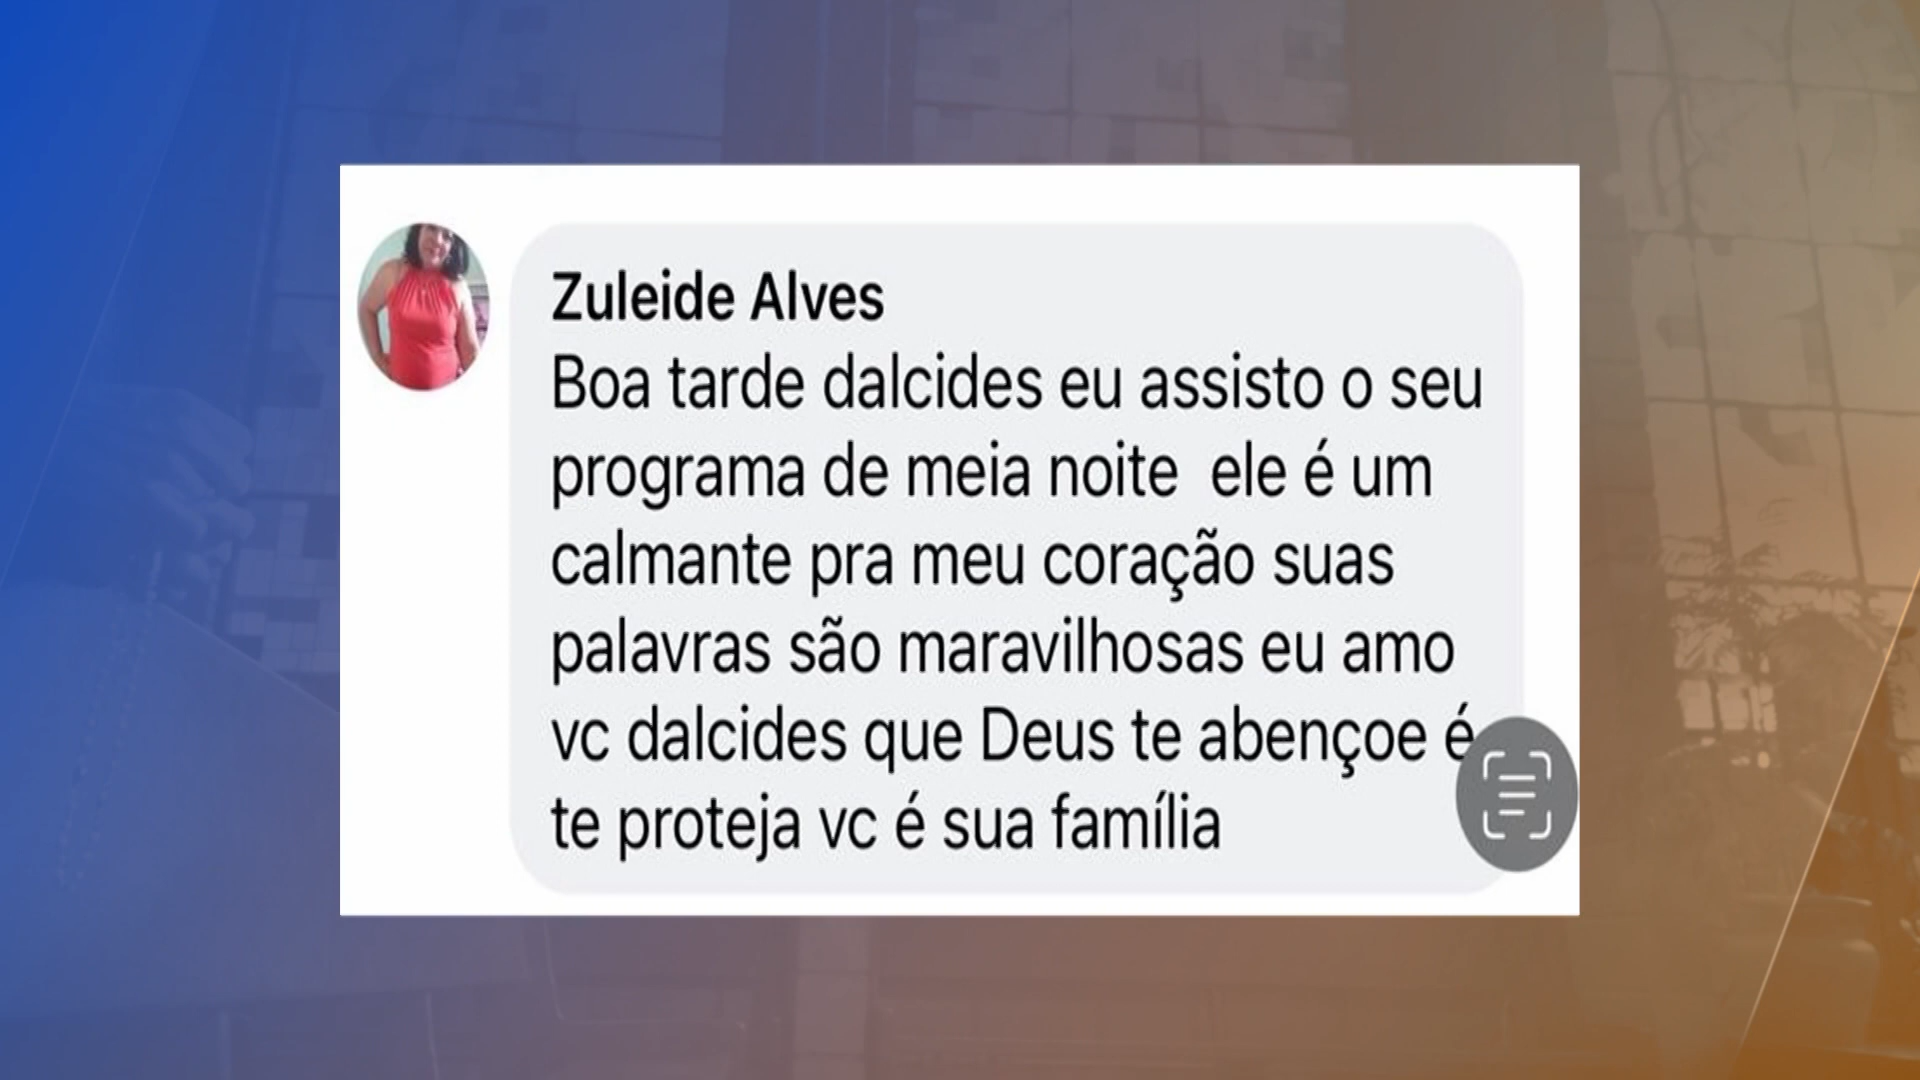 Zuleide Alves
Boa tarde dalcides eu assisto o seu
programa de meia noite  ele é um
calmante pra meu coração suas
palavras são maravilhosas eu amo
vc dalcides que Deus te abençoe é
te proteja vc é sua família